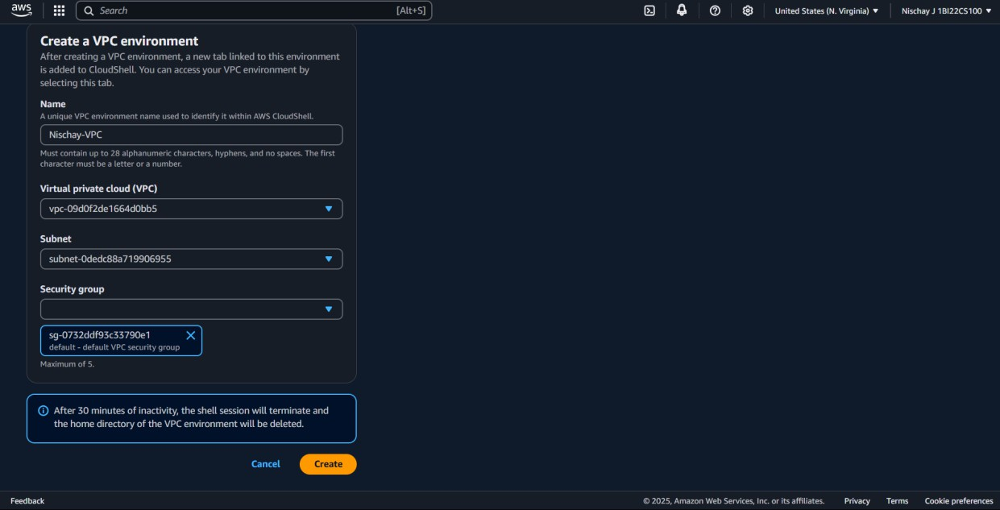 aws
Search [Alt+S]
United States (N. Virginia)
Nischay J 1BI22CS100
Create a VPC environment
After creating a VPC environment, a new tab linked to this environment
is added to CloudShell. You can access your VPC environment by
selecting this tab.
Name
A unique VPC environment name used to identify it within AWS CloudShell.
Nischay-VPC
Must contain up to 28 alphanumeric characters, hyphens, and no spaces. The first
character must be a letter or a number.
Virtual private cloud (VPC)
vpc-09d0f2de1664d0bb5
Subnet
subnet-0dedc88a719906955
Security group
sg-0732ddf93c33790e1
default - default VPC security group
Maximum of 5.
After 30 minutes of inactivity, the shell session will terminate and
the home directory of the VPC environment will be deleted.
Cancel
Create
Feedback
© 2025, Amazon Web Services, Inc. or its affiliates.
Privacy
Terms
Cookie preferences